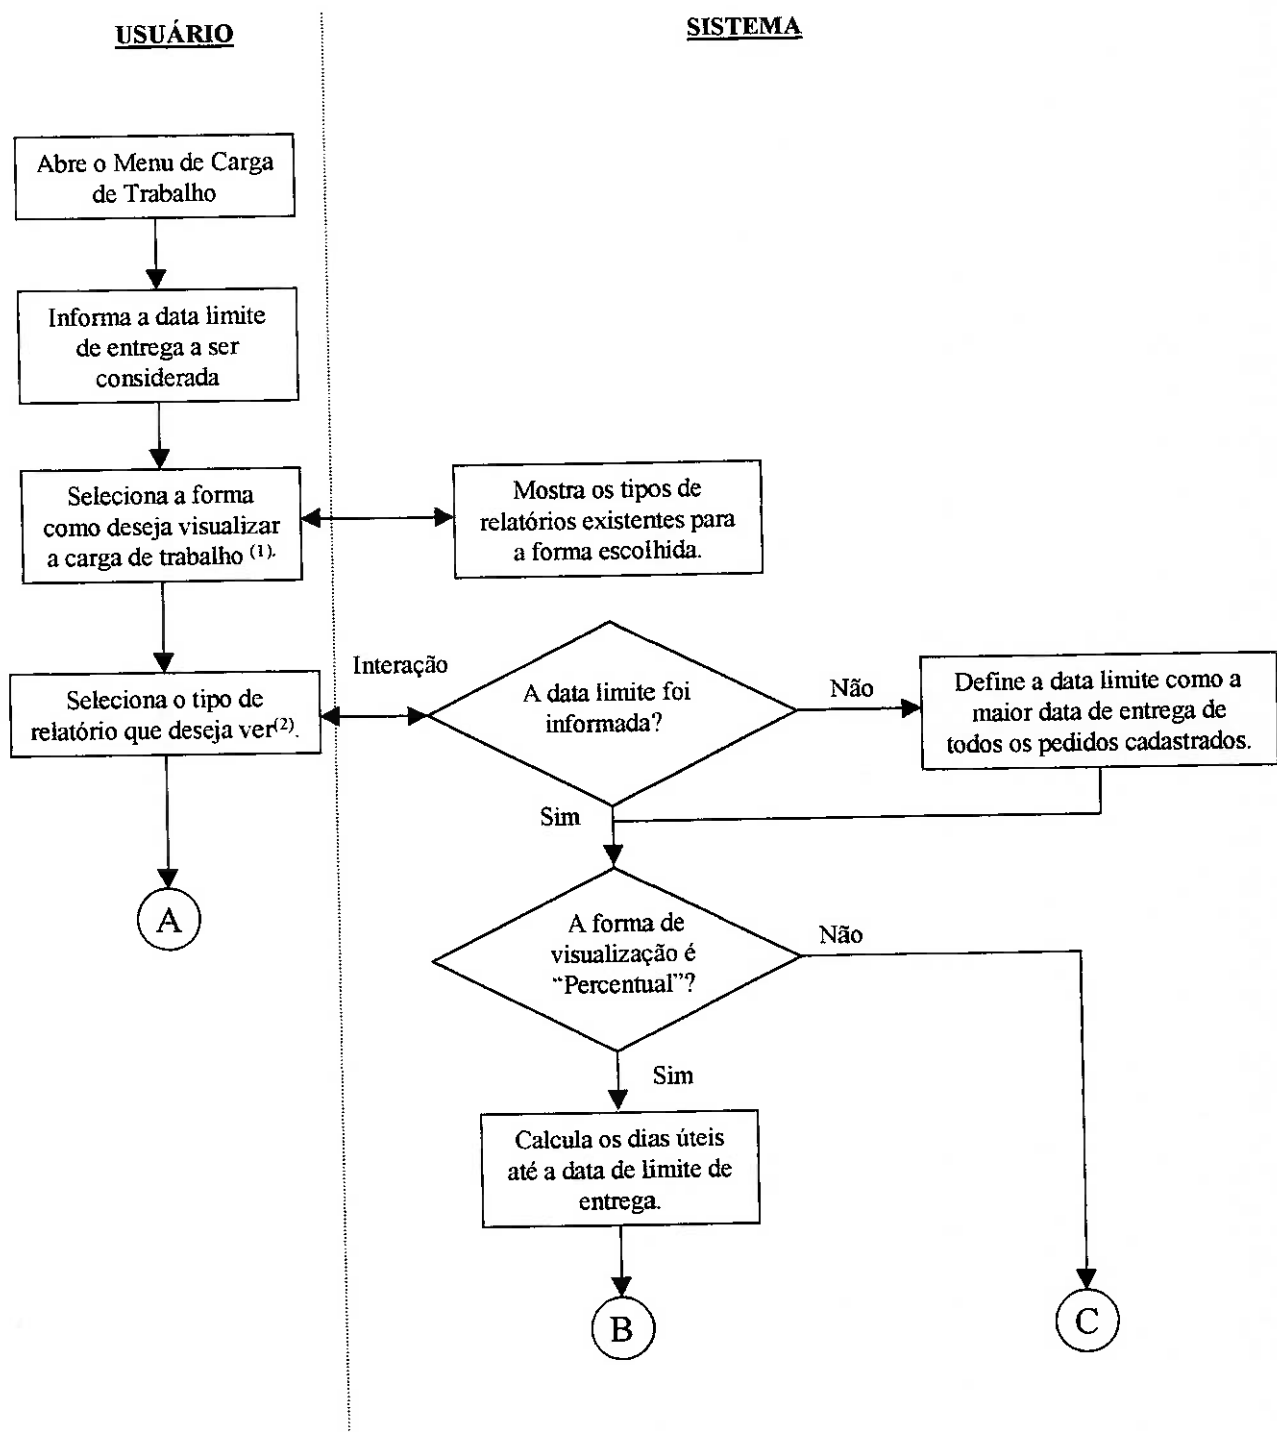 USUÁRIO
SISTEMA
Abre o Menu de Carga
de Trabalho
Informa a data limite
de entrega a ser
considerada
Seleciona a forma
como deseja visualizar
a carga de trabalho (1).
Mostra os tipos de
relatórios existentes para
a forma escolhida.
Seleciona o tipo de
relatório que deseja ver(2).
Interação
A data limite foi
informada?
Não
Define a data limite como a
maior data de entrega de
todos os pedidos cadastrados.
Sim
A
A forma de
visualização é
“Percentual”?
Não
Sim
Calcula os dias úteis
até a data de limite de
entrega.
B
C